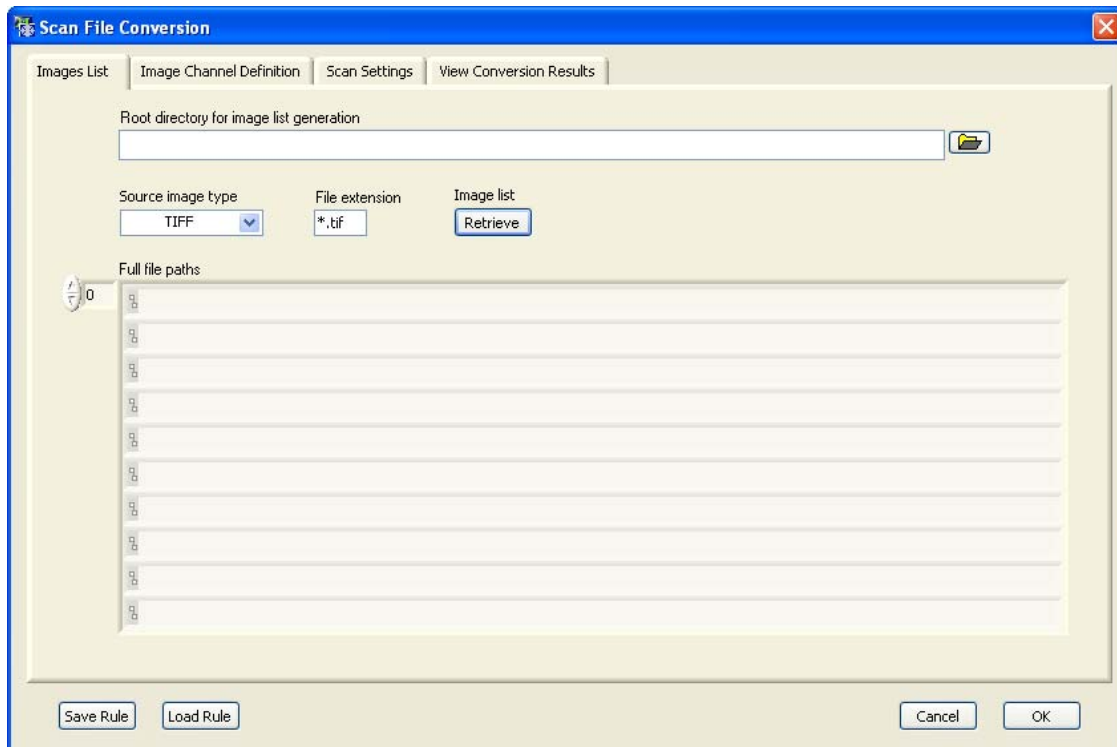 Scan File Conversion
Images List Image Channel Definition Scan Settings View Conversion Results
Root directory for image list generation
Source image type File extension Image list
TIFF *.tif Retrieve
Full file paths
0
Save Rule Load Rule Cancel OK